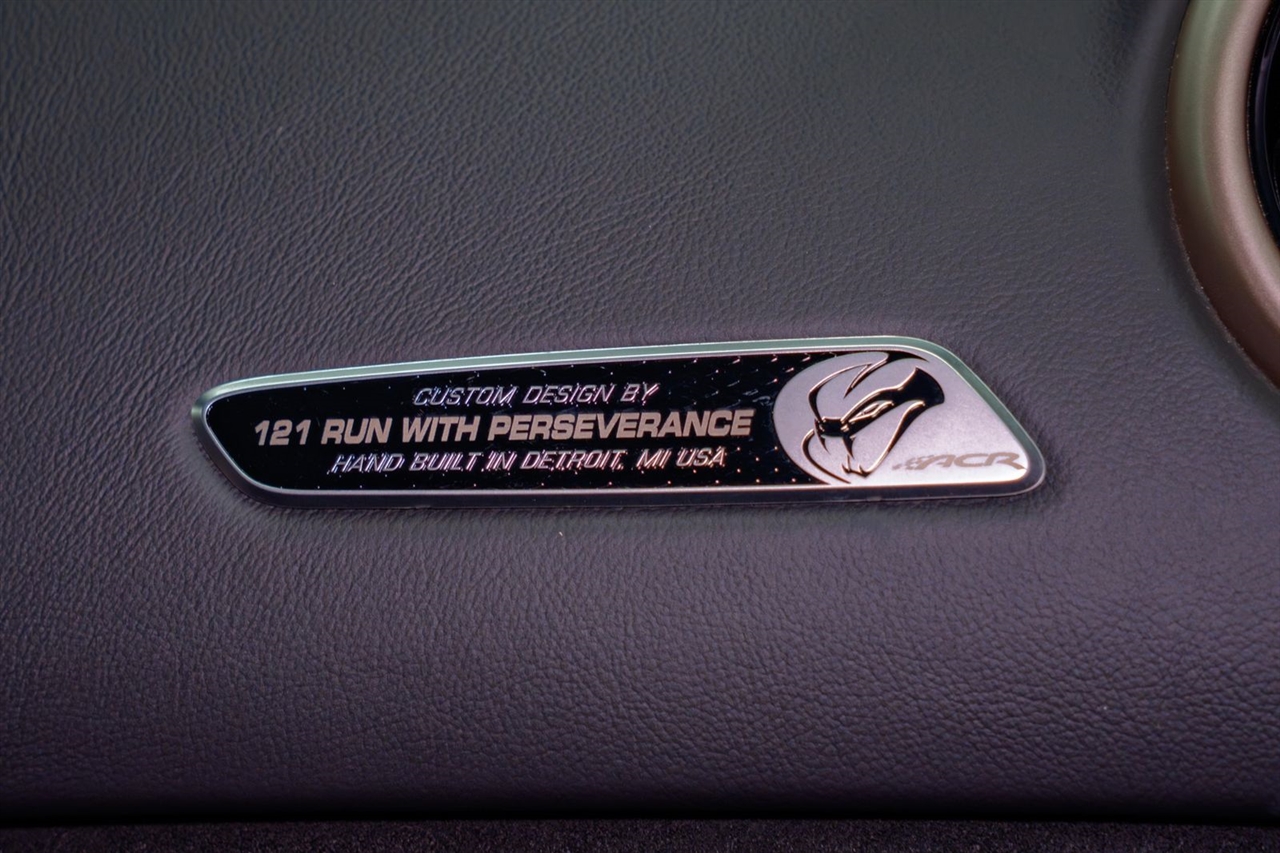 CUSTOM DESIGN BY
121 RUN WITH PERSEVERANCE
HAND BUILT IN DETROIT, MI USA
ACR